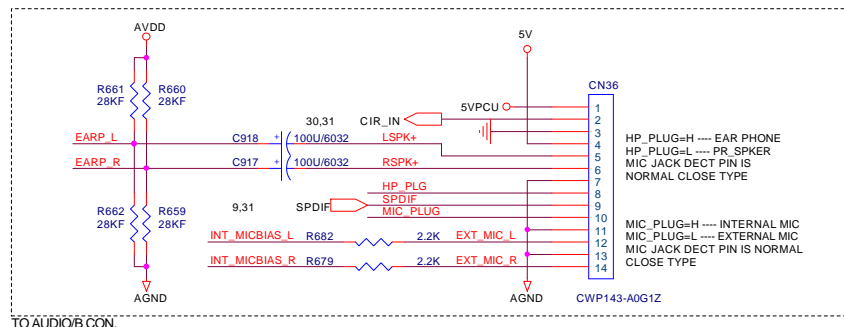 AVDD
5V
CN36
R661
28KF
R660
28KF
30,31
CIR_IN
5VPCU
1
2
3
4
5
6
7
8
9
10
11
12
13
14
EARP_L
C918
+
100U/6032
LSPK+
EARP_R
C917
+
100U/6032
RSPK+
HP_PLUG=H ---- EAR PHONE
HP_PLUG=L ---- PR_SPKER
MIC JACK DECT PIN IS
NORMAL CLOSE TYPE
HP_PLG
SPDIF
MIC_PLUG
R662
28KF
R659
28KF
9,31
SPDIF
INT_MICBIAS_L
R682
2.2K
EXT_MIC_L
INT_MICBIAS_R
R679
2.2K
EXT_MIC_R
MIC_PLUG=H ---- INTERNAL MIC
MIC_PLUG=L ---- EXTERNAL MIC
MIC JACK DECT PIN IS NORMAL
CLOSE TYPE
AGND
AGND
CWP143-A0G1Z
TO AUDIO/B CON.